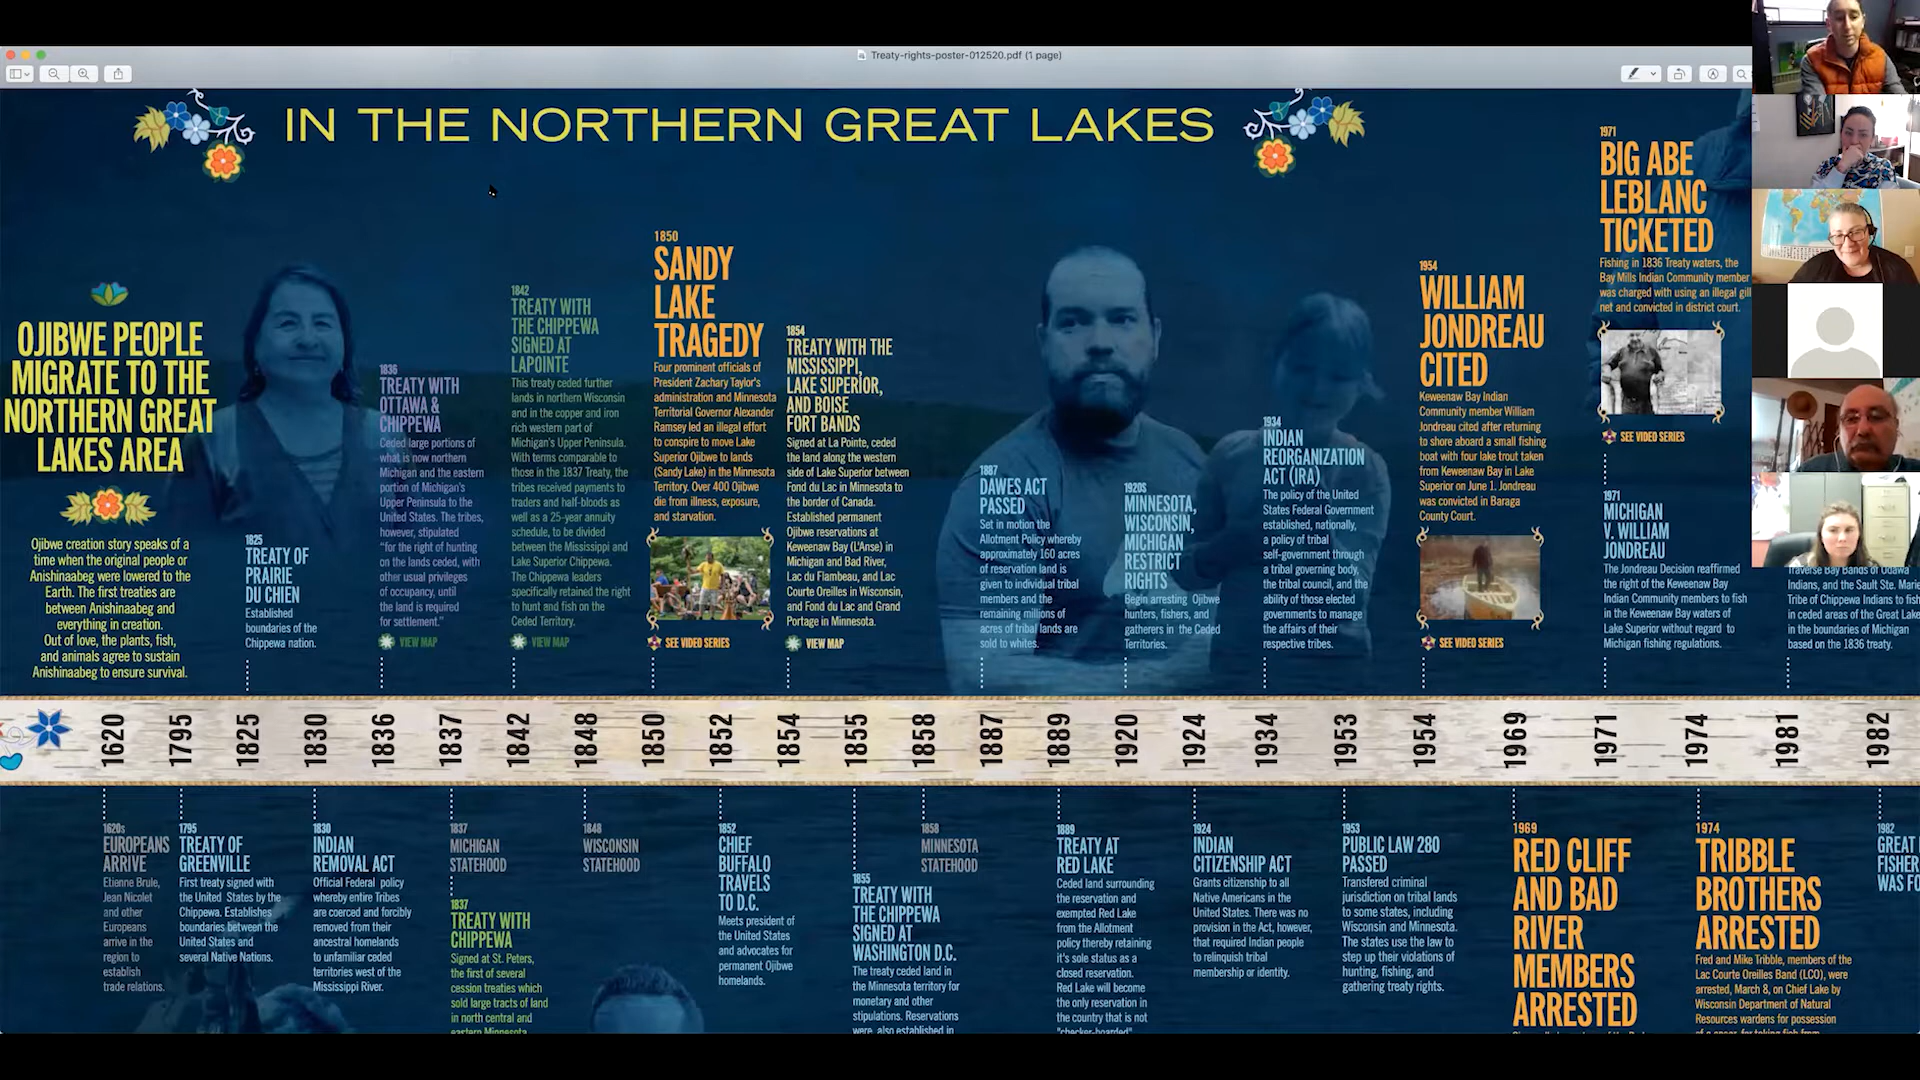 Treaty-rights-poster-012520.pdf (1 page)
IN THE NORTHERN GREAT LAKES
OJIBWE PEOPLE
MIGRATE TO THE
NORTHERN GREAT
LAKES AREA
Ojibwe creation story speaks of a
time when the original people or
Anishinaabeg were lowered to the
Earth. The first treaties are
between Anishinaabeg and
everything in creation.
Out of love, the plants, fish,
and animals agree to sustain
Anishinaabeg to ensure survival.
1825
TREATY OF
PRAIRIE
DU CHIEN
Established
boundaries of the
Chippewa nation.
1836
TREATY WITH
OTTAWA &
CHIPPEWA
Ceded large portions of
what is now northern
Michigan and the eastern
portion of Michigan's
Upper Peninsula to the
United States. The tribes,
however, stipulated
“for the right of hunting
on the lands ceded, with
other usual privileges
of occupancy, until
the land is required
for settlement.”
VIEW MAP
1842
TREATY WITH
THE CHIPPEWA
SIGNED AT
LAPOINTE
This treaty ceded further
lands in northern Wisconsin
and in the copper and iron
rich western part of
Michigan's Upper Peninsula.
With terms comparable to
those in the 1837 Treaty, the
tribes received payments to
traders and half-bloods as
well as a 25-year annuity
schedule, to be divided
between the Mississippi and
Lake Superior Chippewa.
The Chippewa leaders
specifically retained the right
to hunt and fish on the
Ceded Territory.
VIEW MAP
1850
SANDY
LAKE
TRAGEDY
Four prominent officials of
President Zachary Taylor's
administration and Minnesota
Territorial Governor Alexander
Ramsey led an illegal effort
to conspire to move Lake
Superior Ojibwe to lands
(Sandy Lake) in the Minnesota
Territory. Over 400 Ojibwe
die from illness, exposure,
and starvation.
SEE VIDEO SERIES
1854
TREATY WITH THE
MISSISSIPPI,
LAKE SUPERIOR,
AND BOISE
FORT BANDS
Signed at La Pointe, ceded
the land along the western
side of Lake Superior between
Fond du Lac in Minnesota to
the border of Canada.
Established permanent
Ojibwe reservations at
Keweenaw Bay (L'Anse) in
Michigan and Bad River,
Lac du Flambeau, and Lac
Courte Oreilles in Wisconsin,
and Fond du Lac and Grand
Portage in Minnesota.
VIEW MAP
1887
DAWES ACT
PASSED
Set in motion the
Allotment Policy whereby
approximately 160 acres
of reservation land is
given to individual tribal
members and the
remaining millions of
acres of tribal lands are
sold to whites.
1920S
MINNESOTA,
WISCONSIN,
MICHIGAN
RESTRICT
RIGHTS
Begin arresting Ojibwe
hunters, fishers, and
gatherers in the Ceded
Territories.
1934
INDIAN
REORGANIZATION
ACT (IRA)
The policy of the United
States Federal Government
established, nationally,
a policy of tribal
self-government through
a tribal governing body,
the tribal council, and the
ability of those elected
governments to manage
the affairs of their
respective tribes.
1954
WILLIAM
JONDREAU
CITED
Keweenaw Bay Indian
Community member William
Jondreau cited after returning
to shore aboard a small fishing
boat with four lake trout taken
from Keweenaw Bay in Lake
Superior on June 1. Jondreau
was convicted in Baraga
County Court.
SEE VIDEO SERIES
1971
BIG ABE
LEBLANC
TICKETED
Fishing in 1836 Treaty waters, the
Bay Mills Indian Community member
was charged with using an illegal gill
net and convicted in district court.
SEE VIDEO SERIES
1971
MICHIGAN
V. WILLIAM
JONDREAU
The Jondreau Decision reaffirmed
the right of the Keweenaw Bay
Indian Community members to fish
in the Keweenaw Bay waters of
Lake Superior without regard to
Michigan fishing regulations.
Traverse Bay Bands of Odawa
Indians, and the Sault Ste. Marie
Tribe of Chippewa Indians to fish
in ceded areas of the Great Lakes
in the boundaries of Michigan
based on the 1836 treaty.
1620 1795 1825 1830 1836 1837 1842 1848 1850 1852 1854 1855 1858 1887 1889 1920 1924 1934 1953 1954 1969 1971 1974 1981 1982
1620s
EUROPEANS
ARRIVE
Etienne Brule,
Jean Nicolet
and other
Europeans
arrive in the
region to
establish
trade relations.
1795
TREATY OF
GREENVILLE
First treaty signed with
the United States by the
Chippewa. Establishes
boundaries between the
United States and
several Native Nations.
1830
INDIAN
REMOVAL ACT
Official Federal policy
whereby entire Tribes
are coerced and forcibly
removed from their
ancestral homelands
to unfamiliar ceded
territories west of the
Mississippi River.
1837
MICHIGAN
STATEHOOD
1837
TREATY WITH
CHIPPEWA
Signed at St. Peters,
the first of several
cession treaties which
sold large tracts of land
in north central and
eastern Minnesota
1848
WISCONSIN
STATEHOOD
1852
CHIEF
BUFFALO
TRAVELS
TO D.C.
Meets president of
the United States
and advocates for
permanent Ojibwe
homelands.
1855
TREATY WITH
THE CHIPPEWA
SIGNED AT
WASHINGTON D.C.
The treaty ceded land in
the Minnesota territory for
monetary and other
stipulations. Reservations
were also established in
1858
MINNESOTA
STATEHOOD
1889
TREATY AT
RED LAKE
Ceded land surrounding
the reservation and
exempted Red Lake
from the Allotment
policy thereby retaining
it's sole status as a
closed reservation.
Red Lake will become
the only reservation in
the country that is not
"checker-boarded"
1924
INDIAN
CITIZENSHIP ACT
Grants citizenship to all
Native Americans in the
United States. There was no
provision in the Act, however,
that required Indian people
to relinquish tribal
membership or identity.
1953
PUBLIC LAW 280
PASSED
Transfered criminal
jurisdiction on tribal lands
to some states, including
Wisconsin and Minnesota.
The states use the law to
step up their violations of
hunting, fishing, and
gathering treaty rights.
1969
RED CLIFF
AND BAD
RIVER
MEMBERS
ARRESTED
1974
TRIBBLE
BROTHERS
ARRESTED
Fred and Mike Tribble, members of the
Lac Courte Oreilles Band (LCO), were
arrested, March 8, on Chief Lake by
Wisconsin Department of Natural
Resources wardens for possession
of a spear, for taking fish from
1982
GREAT
FISHER
WAS FO